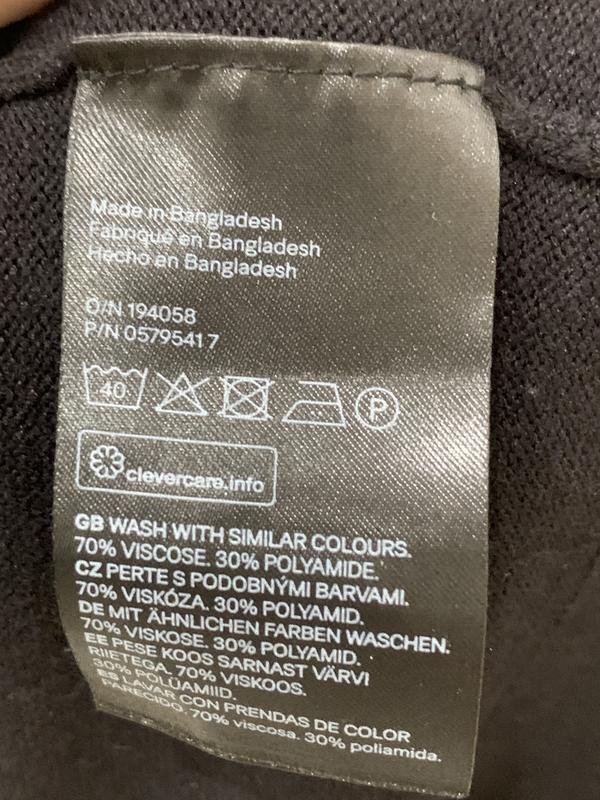 Made in Bangladesh
Fabriqué en Bangladesh
Hecho en Bangladesh
O/N 194058
P/N 05795417
40
P
clevercare.info
GB WASH WITH SIMILAR COLOURS.
70% VISCOSE. 30% POLYAMIDE.
CZ PERTE S PODOBNÝMI BARVAMI.
70% VISKÓZA. 30% POLYAMID.
DE MIT ÄHNLICHEN FARBEN WASCHEN.
70% VISKOSE. 30% POLYAMID.
EE PESE KOOS SARNAST VÄRVI
RIIETEGA. 70% VISKOOS.
30% POLÜAMIID.
ES LAVAR CON PRENDAS DE COLOR
PARECIDO. 70% viscosa. 30% poliamida.